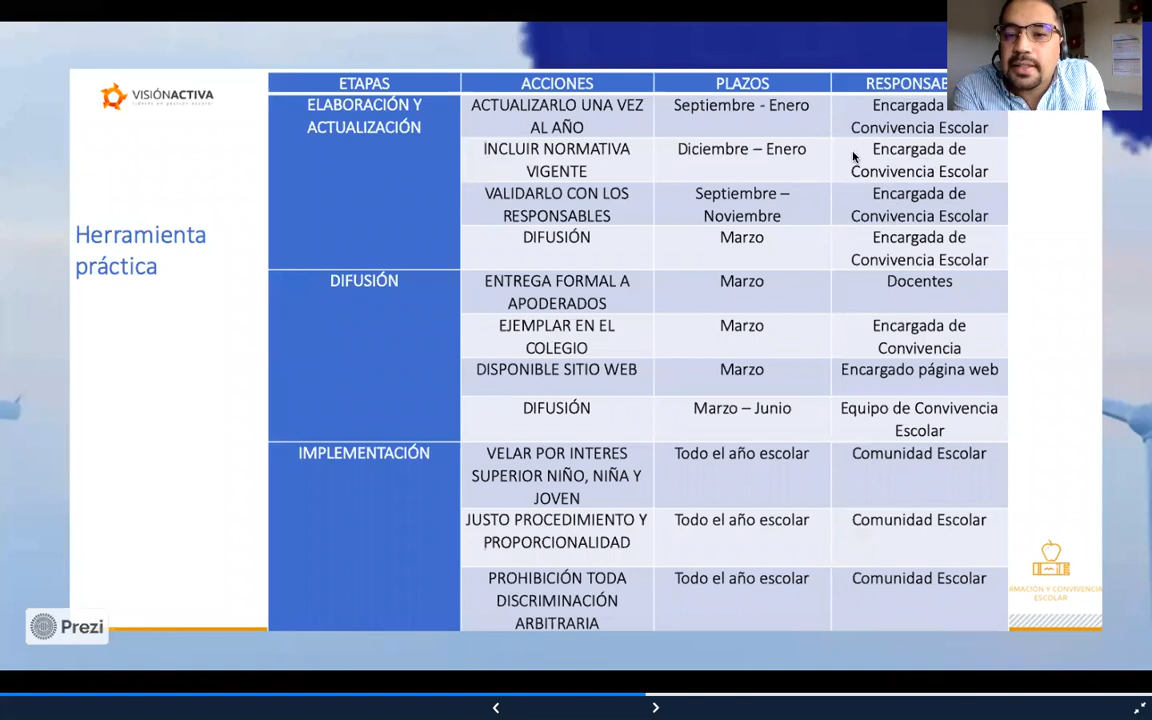 VISIÓNACTIVA
Herramienta
práctica
ETAPAS
ACCIONES
PLAZOS
ELABORACIÓN Y
ACTUALIZACIÓN
ACTUALIZARLO UNA VEZ
AL AÑO
Septiembre - Enero
Encargada
Convivencia Escolar
INCLUIR NORMATIVA
VIGENTE
Diciembre – Enero
Encargada de
Convivencia Escolar
VALIDARLO CON LOS
RESPONSABLES
Septiembre –
Noviembre
Encargada de
Convivencia Escolar
DIFUSIÓN
Marzo
Encargada de
Convivencia Escolar
DIFUSIÓN
ENTREGA FORMAL A
APODERADOS
Marzo
Docentes
EJEMPLAR EN EL
COLEGIO
Marzo
Encargada de
Convivencia
DISPONIBLE SITIO WEB
Marzo
Encargado página web
DIFUSIÓN
Marzo – Junio
Equipo de Convivencia
Escolar
IMPLEMENTACIÓN
VELAR POR INTERES
SUPERIOR NIÑO, NIÑA Y
JOVEN
Todo el año escolar
Comunidad Escolar
JUSTO PROCEDIMIENTO Y
PROPORCIONALIDAD
Todo el año escolar
Comunidad Escolar
PROHIBICIÓN TODA
DISCRIMINACIÓN
ARBITRARIA
Todo el año escolar
Comunidad Escolar
Y CONVIVENCIA
ESCOLAR
Prezi